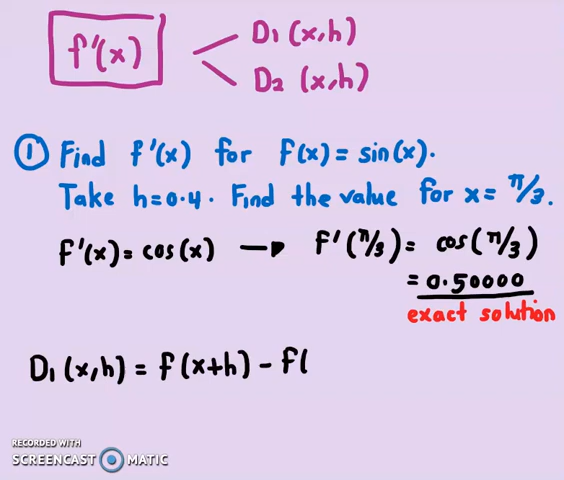 f'(x)
D₁ (x,h)
D₂ (x,h)
① Find f'(x) for f(x) = sin(x).
Take h=0.4. Find the value for x = π/3.
f'(x) = cos(x) → f'(π/3) = cos(π/3)
= 0.50000
exact solution
D₁ (x,h) = f(x+h) - f(
RECORDED WITH
SCREENCAST MATIC